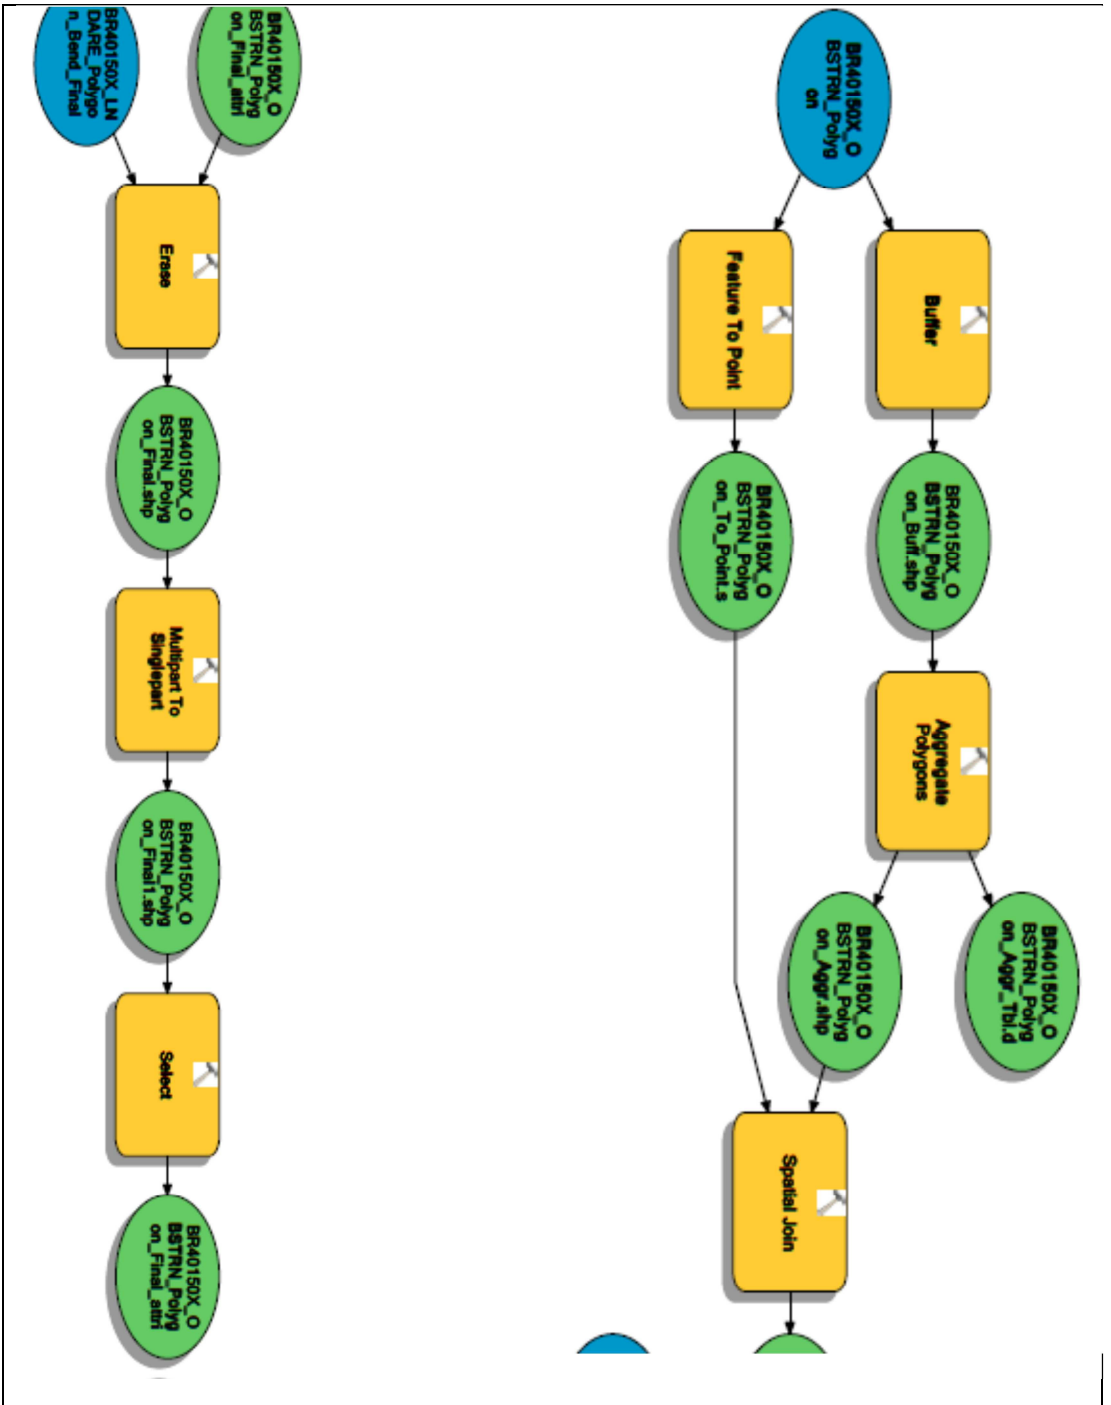 BR40150X_O
BSTRN_Polyg
on
Feature To Point
Buffer
BR40150X_O
BSTRN_Polyg
on_To_Point.s
BR40150X_O
BSTRN_Polyg
on_Buff.shp
Aggregate
Polygons
BR40150X_O
BSTRN_Polyg
on_Aggr.shp
BR40150X_O
BSTRN_Polyg
on_Aggr_Tbl.d
Spatial Join
BR40150X_LN
DARE_Polygo
n_Bend_Final
BR40150X_O
BSTRN_Polyg
on_Final_attri
Erase
BR40150X_O
BSTRN_Polyg
on_Final.shp
Multipart To
Singlepart
BR40150X_O
BSTRN_Polyg
on_Final1.shp
Select
BR40150X_O
BSTRN_Polyg
on_Final_attri